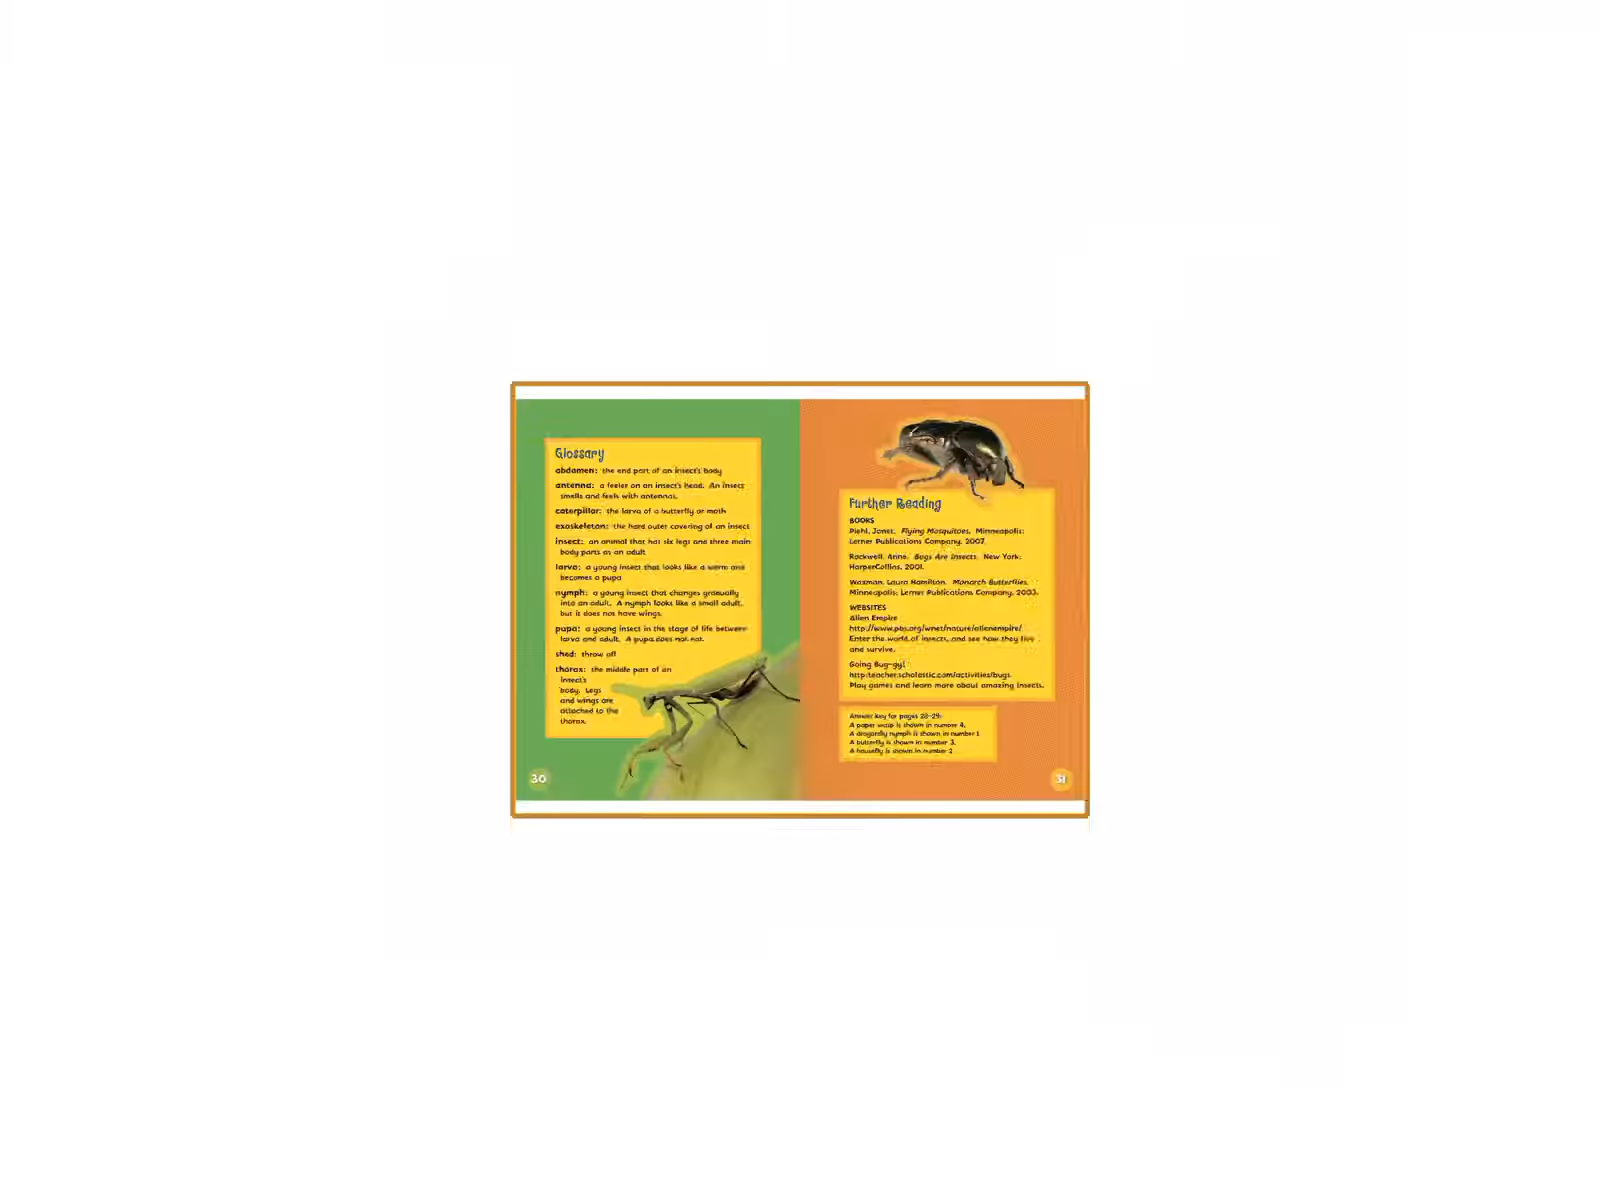 Glossary
abdomen: the end part of an insect's body
antenna: a feeler on an insect's head. An insect
smells and feels with antennas.
caterpillar: the larva of a butterfly or moth
exoskeleton: the hard outer covering of an insect
insect: an animal that has six legs and three main
body parts as an adult
larva: a young insect that looks like a worm and
becomes a pupa
nymph: a young insect that changes gradually
into an adult. A nymph looks like a small adult,
but is does not have wings.
pupa: a young insect in the stage of life between
larva and adult. A pupa does not eat.
shed: throw off
thorax: the middle part of an
insect's
body. Legs
and wings are
attached to the
thorax.
30
Further Reading
BOOKS
Piehl, Janet. Flying Mosquitoes. Minneapolis:
Lerner Publications Company, 2007.
Rockwell, Anne. Bugs Are Insects. New York:
HarperCollins, 2001.
Waxman, Laura Hamilton. Monarch Butterflies.
Minneapolis: Lerner Publications Company, 2003.
WEBSITES
Alien Empire
http://www.pbs.org/wnet/nature/alienempire/
Enter the world of insects, and see how they live
and survive.
Going Bug-gy!
http:teacher.scholastic.com/activities/bugs
Play games and learn more about amazing insects.
Answer key for pages 28-29:
A paper wasp is shown in number 4.
A dragonfly nymph is shown in number 1
A butterfly is shown in number 3.
A housefly is shown in number 2
31